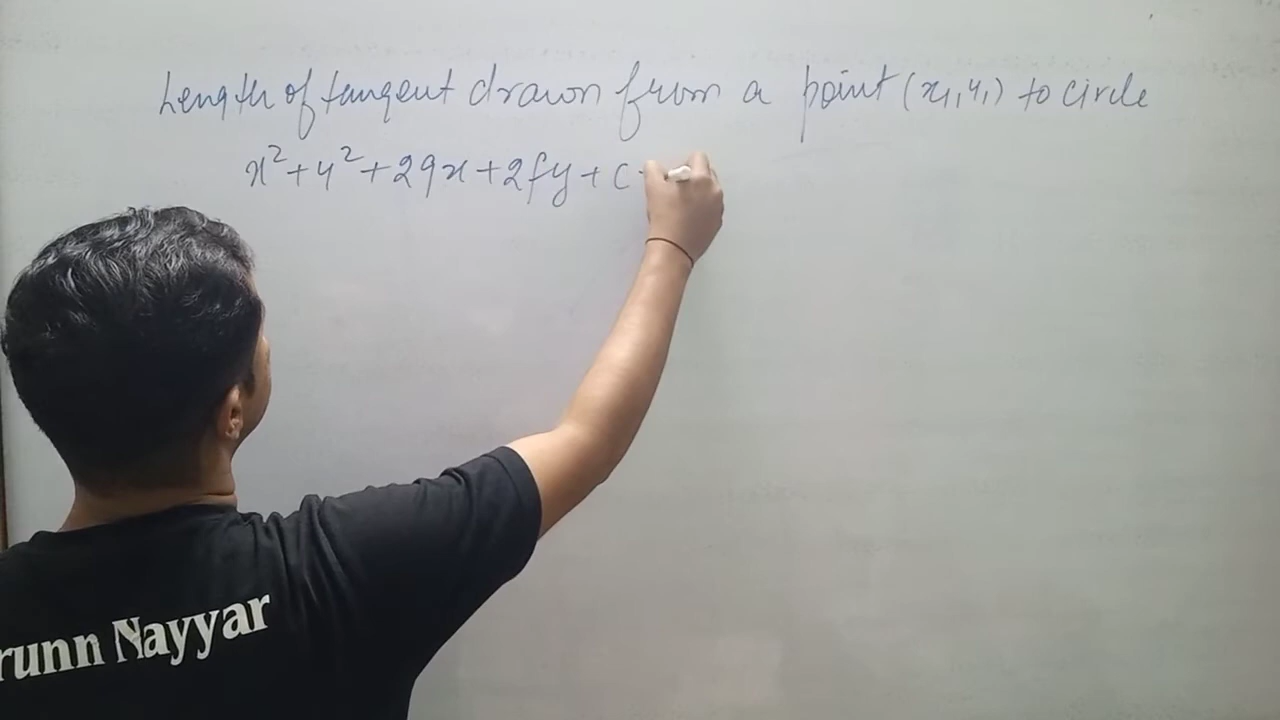 Length of tangent drawn from a point (x₁,y₁) to circle
x²+y²+2gx+2fy+c
runn Nayyar